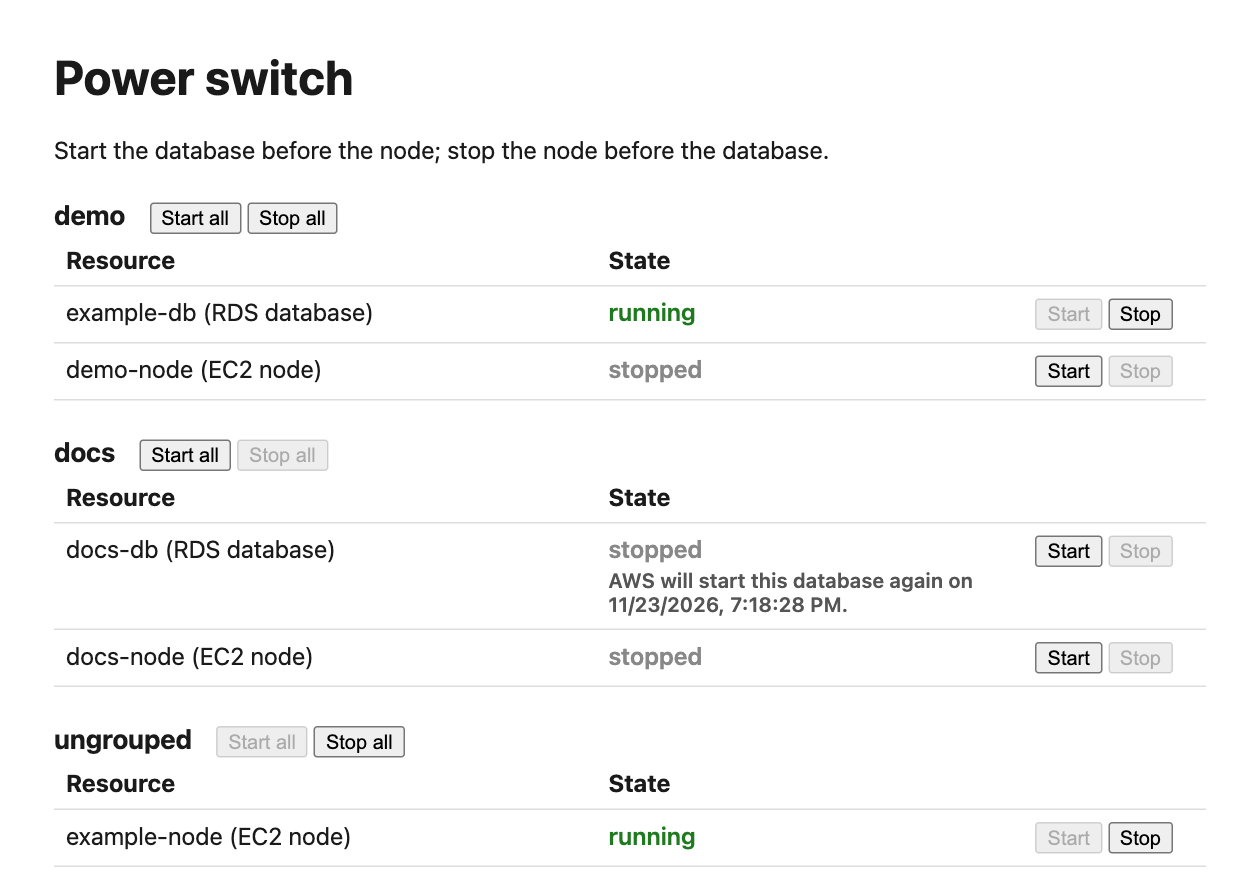 Power switch
Start the database before the node; stop the node before the database.
demo Start all Stop all
Resource State
example-db (RDS database) running Start Stop
demo-node (EC2 node) stopped Start Stop
docs Start all Stop all
Resource State
docs-db (RDS database) stopped Start Stop
AWS will start this database again on
11/23/2026, 7:18:28 PM.
docs-node (EC2 node) stopped Start Stop
ungrouped Start all Stop all
Resource State
example-node (EC2 node) running Start Stop